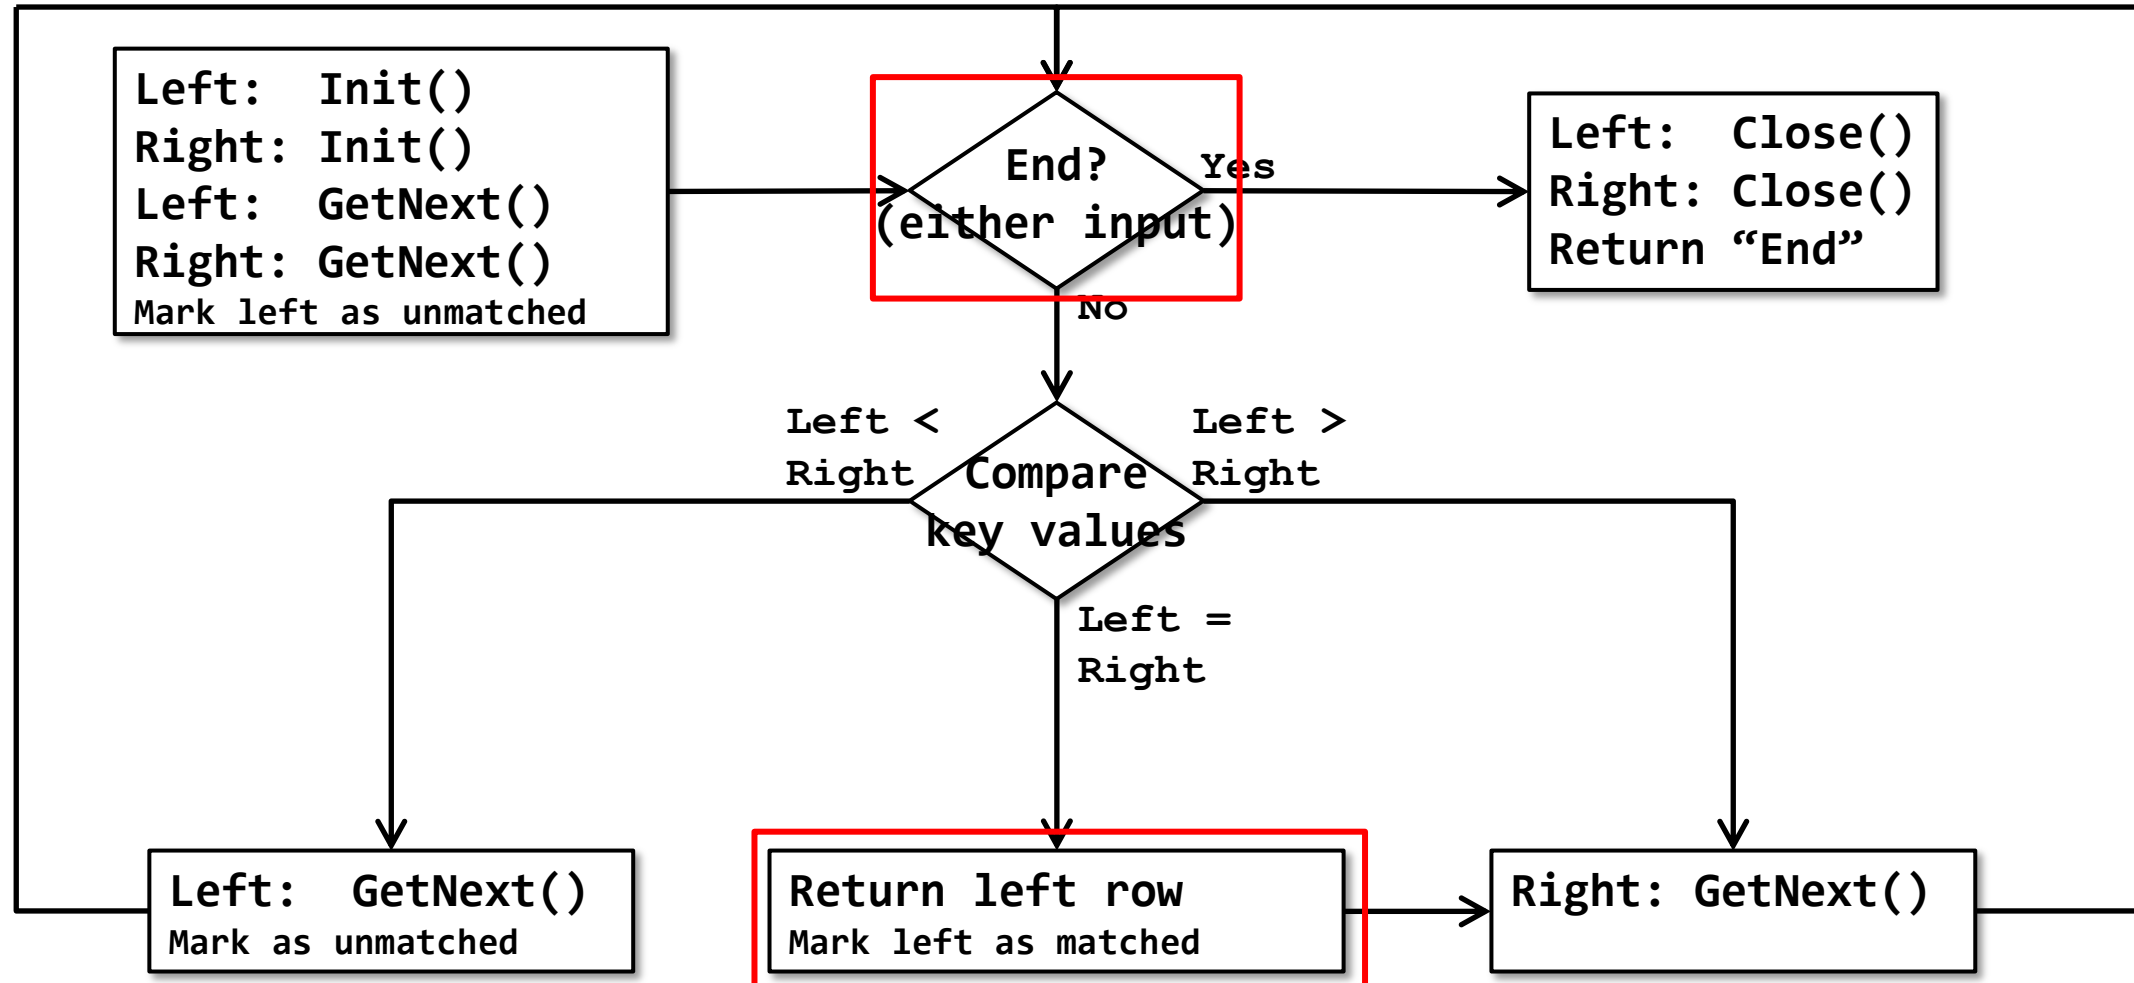 Left:  Init()
Right: Init()
Left:  GetNext()
Right: GetNext()
Mark left as unmatched
End?
(either input)
Yes
No
Left:  Close()
Right: Close()
Return “End”
Left <
Right
Compare
key values
Left >
Right
Left =
Right
Left:  GetNext()
Mark as unmatched
Return left row
Mark left as matched
Right: GetNext()